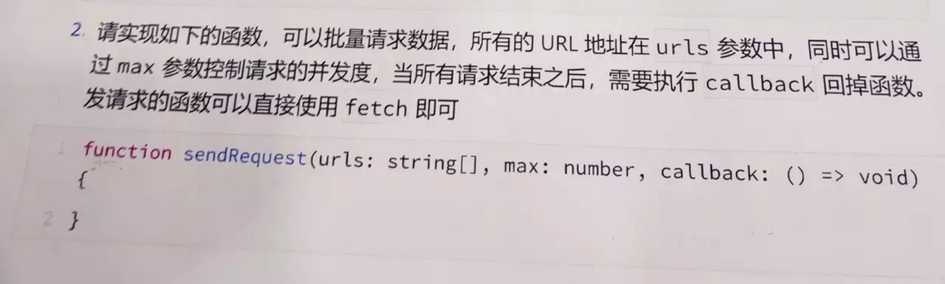 2. 请实现如下的函数，可以批量请求数据，所有的 URL 地址在 urls 参数中，同时可以通
过 max 参数控制请求的并发度，当所有请求结束之后，需要执行 callback 回掉函数。
发请求的函数可以直接使用 fetch 即可
1 function sendRequest(urls: string[], max: number, callback: () => void)
{
2 }